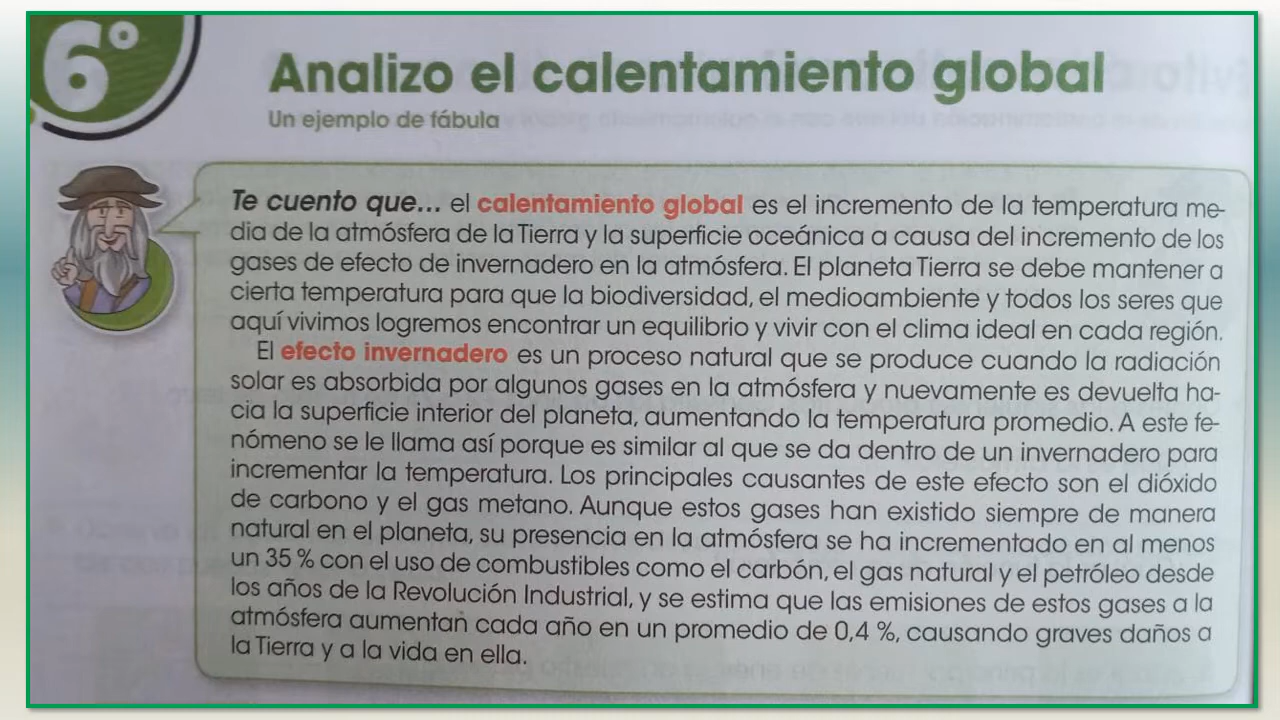 6°
Analizo el calentamiento global
Un ejemplo de fábula
Te cuento que... el calentamiento global es el incremento de la temperatura me-
dia de la atmósfera de la Tierra y la superficie oceánica a causa del incremento de los
gases de efecto de invernadero en la atmósfera. El planeta Tierra se debe mantener a
cierta temperatura para que la biodiversidad, el medioambiente y todos los seres que
aquí vivimos logremos encontrar un equilibrio y vivir con el clima ideal en cada región.
El efecto invernadero es un proceso natural que se produce cuando la radiación
solar es absorbida por algunos gases en la atmósfera y nuevamente es devuelta ha-
cia la superficie interior del planeta, aumentando la temperatura promedio. A este fe-
nómeno se le llama así porque es similar al que se da dentro de un invernadero para
incrementar la temperatura. Los principales causantes de este efecto son el dióxido
de carbono y el gas metano. Aunque estos gases han existido siempre de manera
natural en el planeta, su presencia en la atmósfera se ha incrementado en al menos
un 35 % con el uso de combustibles como el carbón, el gas natural y el petróleo desde
los años de la Revolución Industrial, y se estima que las emisiones de estos gases a la
atmósfera aumentan cada año en un promedio de 0,4 %, causando graves daños a
la Tierra y a la vida en ella.